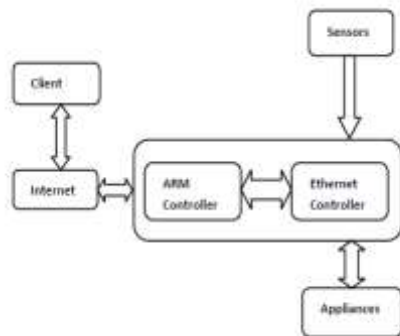 Sensors
Client
Internet
ARM
Controller
Ethernet
Controller
Appliances